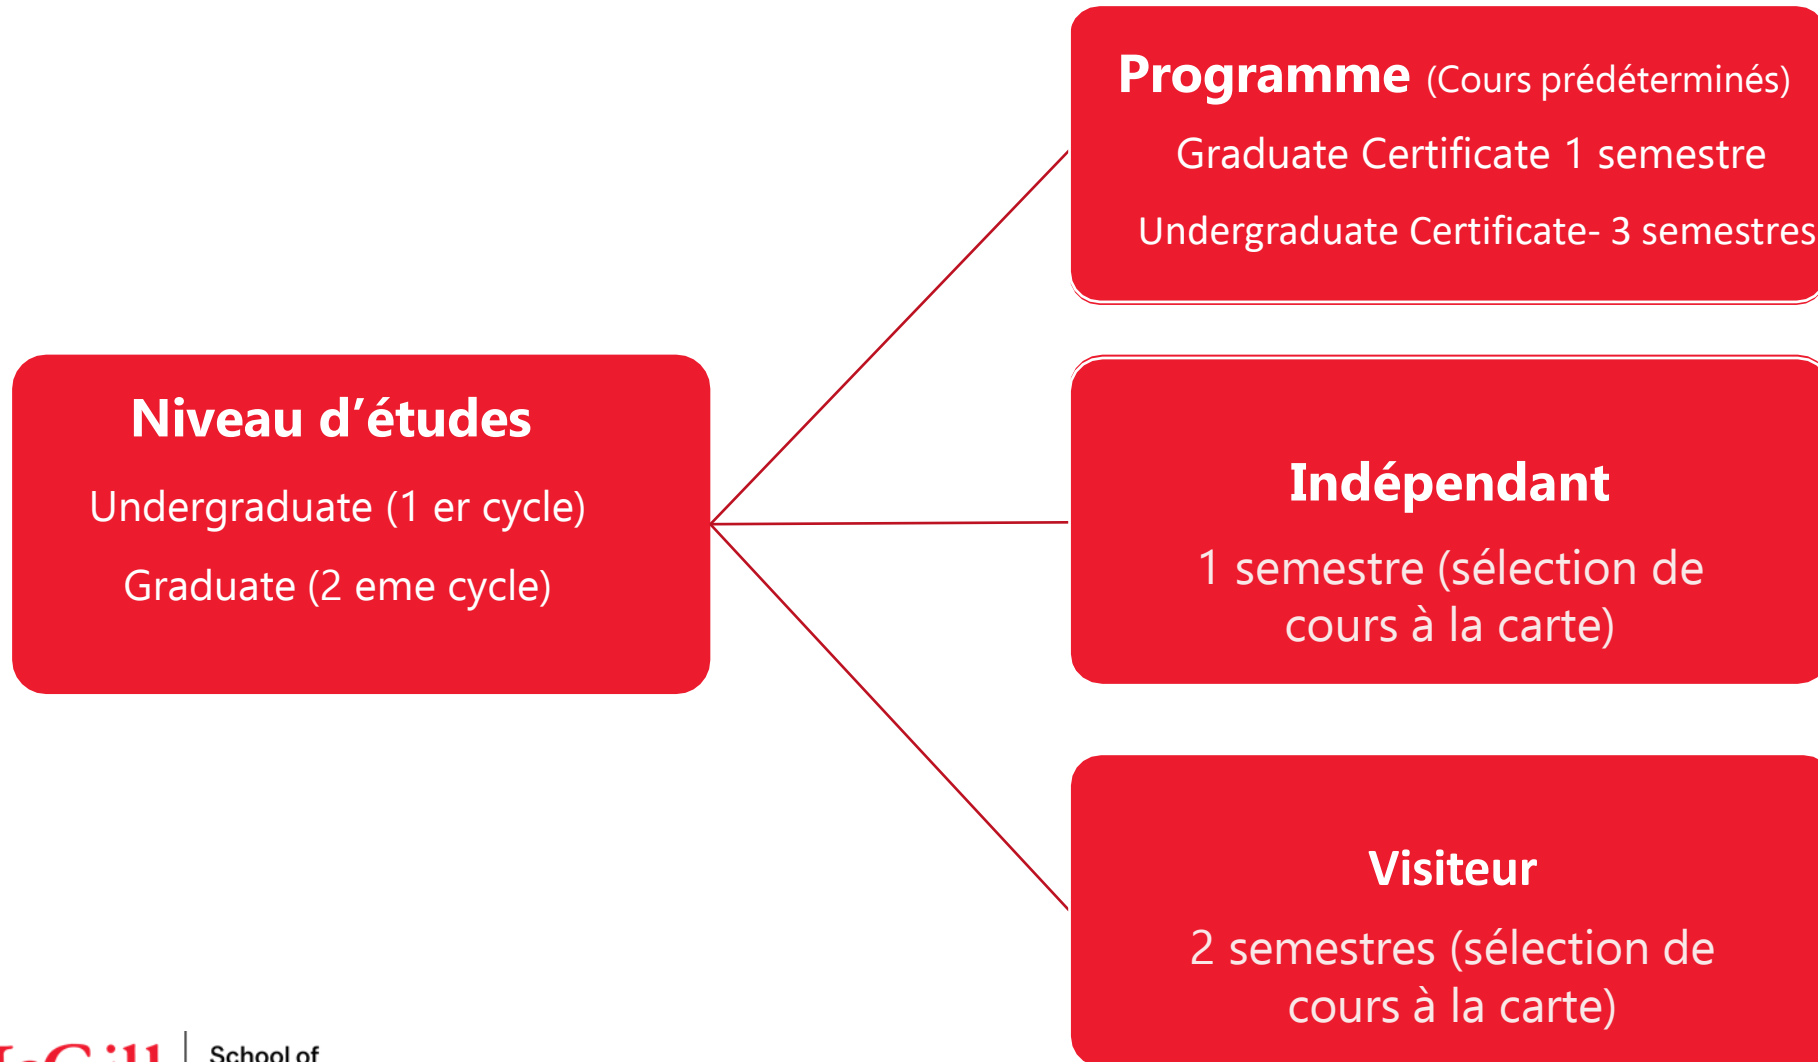 Programme (Cours prédéterminés)
Graduate Certificate 1 semestre
Undergraduate Certificate- 3 semestres
Niveau d’études
Undergraduate (1 er cycle)
Graduate (2 eme cycle)
Indépendant
1 semestre (sélection de
cours à la carte)
Visiteur
2 semestres (sélection de
cours à la carte)
School of